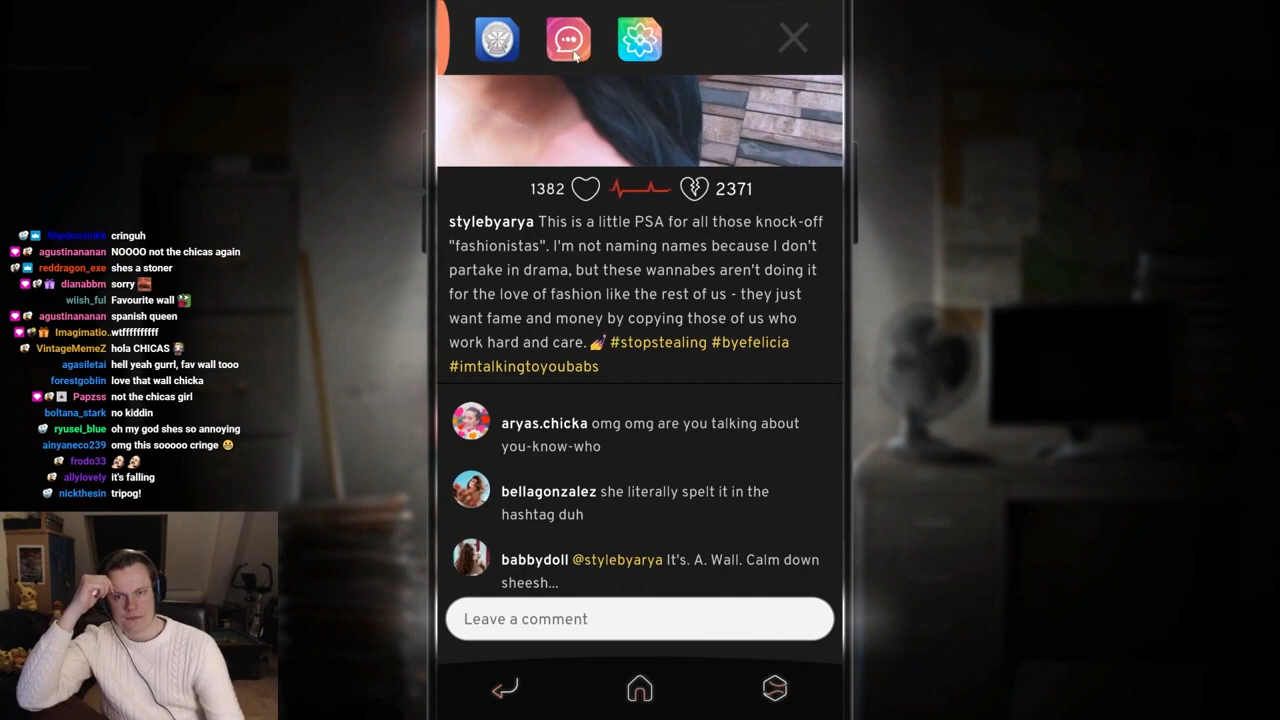 filipdominikk cringuh
agustinananan NOOOO not the chicas again
reddragon_exe shes a stoner
dianabbm sorry
wiish_ful Favourite wall
agustinananan spanish queen
Imaginatio.. wtffffffffff
VintageMemeZ hola CHICAS
agasiletai hell yeah gurrl, fav wall tooo
forestgoblin love that wall chicka
Papzss not the chicas girl
boltana_stark no kiddin
ryusei_blue oh my god shes so annoying
ainyaneco239 omg this sooooo cringe
frodo33
allylovely it's falling
nickthesin tripog!
1382 2371
stylebyarya This is a little PSA for all those knock-off
"fashionistas". I'm not naming names because I don't
partake in drama, but these wannabes aren't doing it
for the love of fashion like the rest of us - they just
want fame and money by copying those of us who
work hard and care. 💅 #stopstealing #byefelicia
#imtalkingtoyoubabs
aryas.chicka omg omg are you talking about
you-know-who
bellagonzalez she literally spelt it in the
hashtag duh
babbydoll @stylebyarya It's. A. Wall. Calm down
sheesh...
Leave a comment